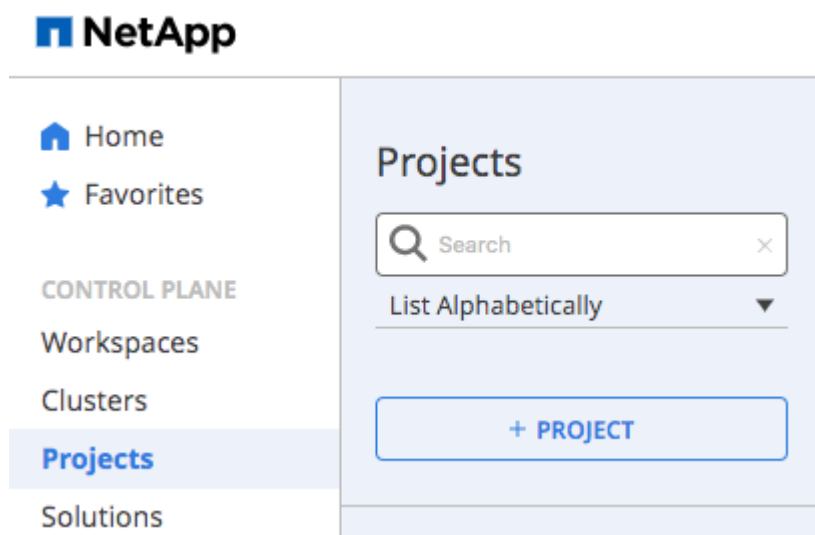 NetApp
Home
Favorites
CONTROL PLANE
Workspaces
Clusters
Projects
Solutions
Projects
Search
List Alphabetically
+ PROJECT